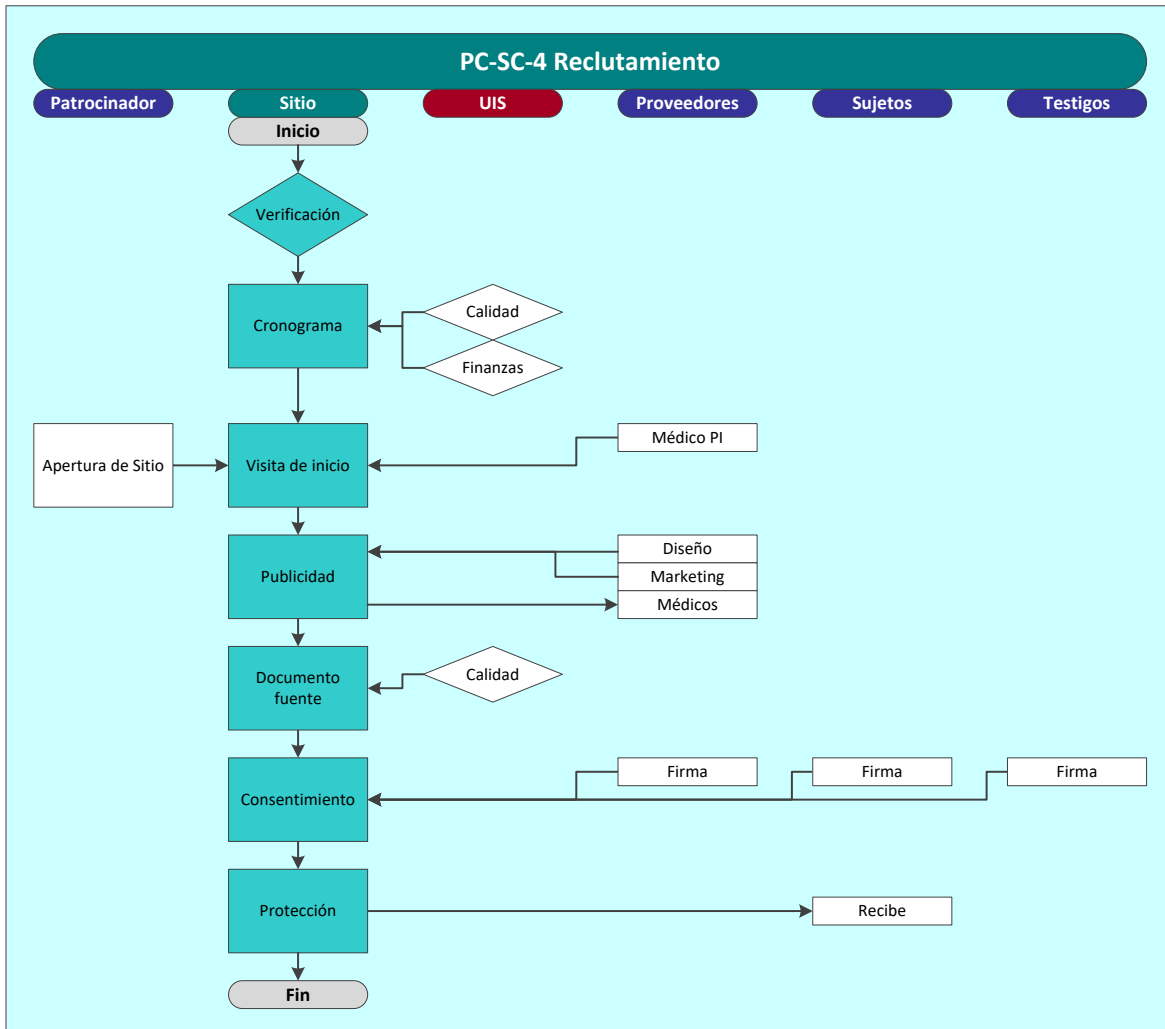 PC-SC-4 Reclutamiento
Patrocinador
Sitio
UIS
Proveedores
Sujetos
Testigos
Inicio
Verificación
Cronograma
Calidad
Finanzas
Apertura de Sitio
Visita de inicio
Médico PI
Publicidad
Diseño
Marketing
Médicos
Documento
fuente
Calidad
Consentimiento
Firma
Firma
Firma
Protección
Recibe
Fin